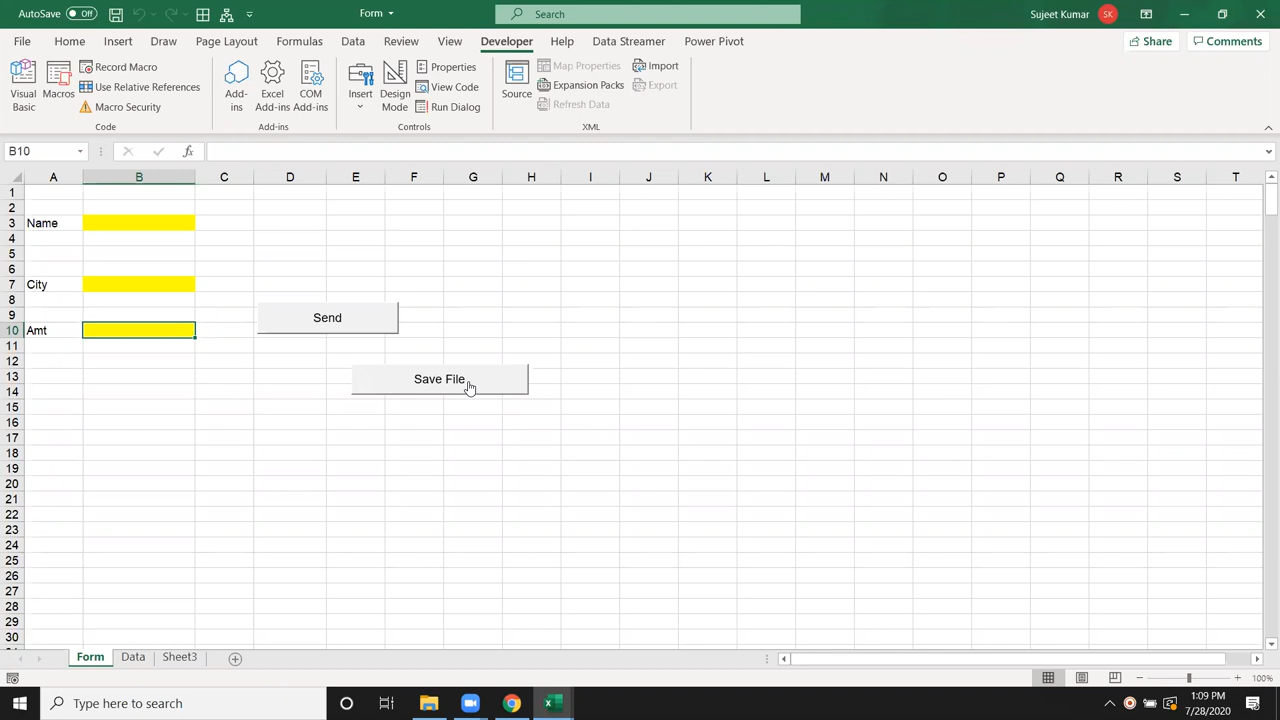 AutoSave Off Form Search Sujeet Kumar SK
File Home Insert Draw Page Layout Formulas Data Review View Developer Help Data Streamer Power Pivot Share Comments
Visual Basic
Macros
Record Macro
Use Relative References
Macro Security
Code
Add-ins
Excel Add-ins
COM Add-ins
Add-ins
Insert
Design Mode
Properties
View Code
Run Dialog
Controls
Source
Map Properties
Expansion Packs
Refresh Data
Import
Export
XML
B10 fx
A B C D E F G H I J K L M N O P Q R S T
1
2
3 Name
4
5
6
7 City
8
9 Send
10 Amt
11
12
13 Save File
14
15
16
17
18
19
20
21
22
23
24
25
26
27
28
29
30
Form Data Sheet3
100%
Type here to search
1:09 PM
7/28/2020